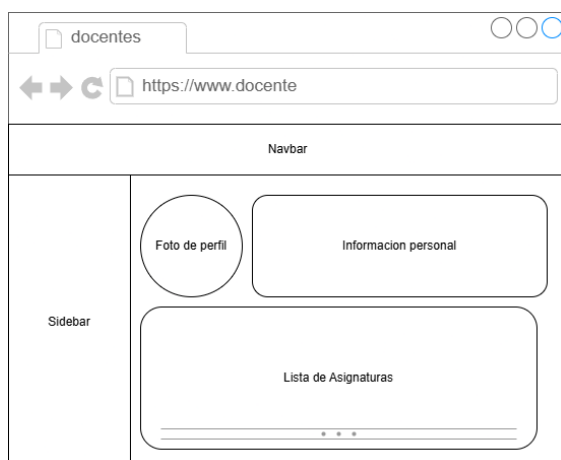 docentes
https://www.docente
Navbar
Foto de perfil
Informacion personal
Sidebar
Lista de Asignaturas